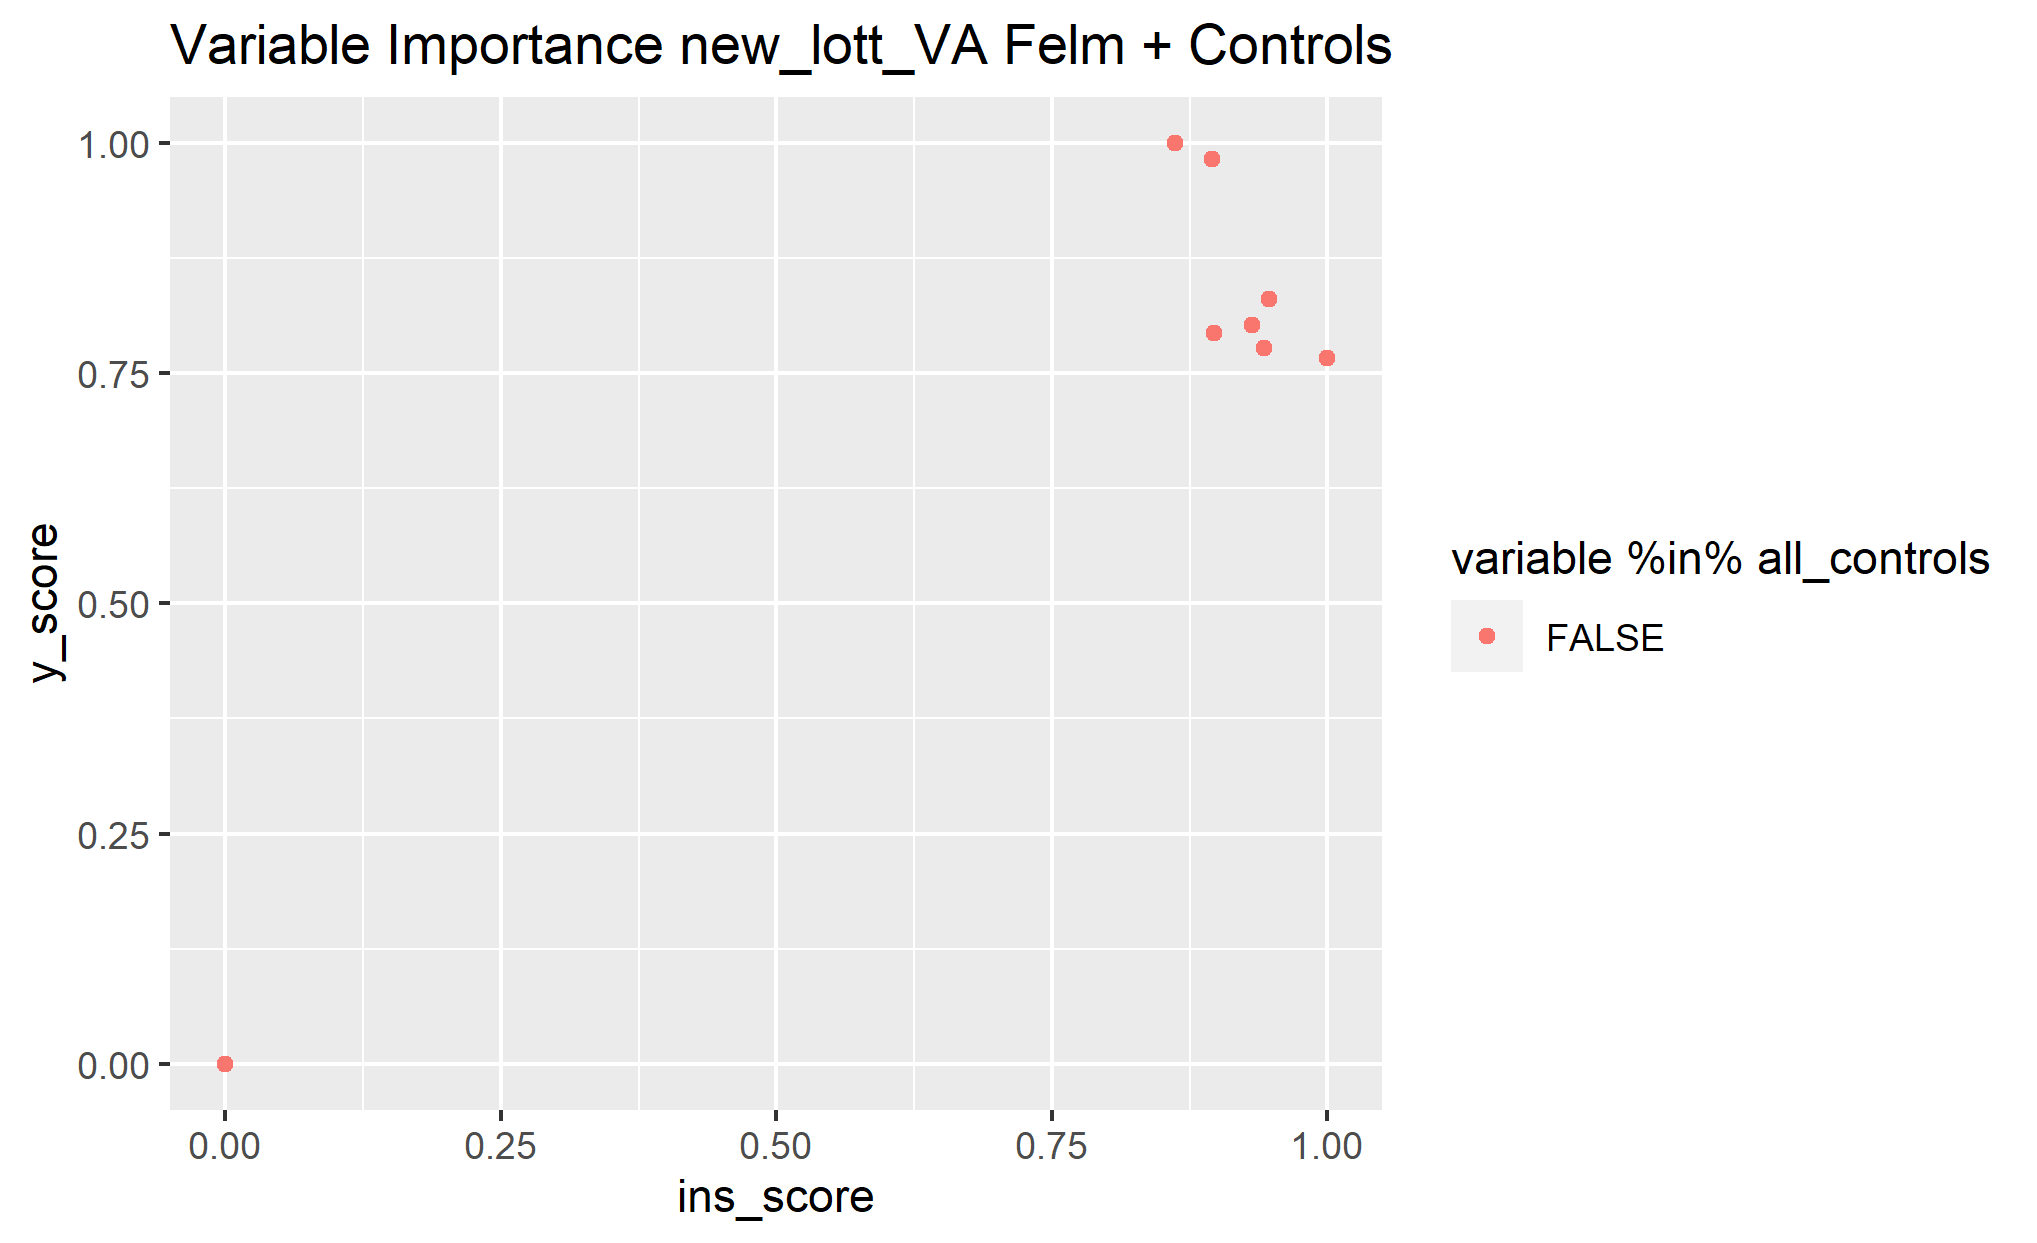 Variable Importance new_lott_VA Felm + Controls
y_score
1.00
0.75
0.50
0.25
0.00
0.00 0.25 0.50 0.75 1.00
ins_score
variable %in% all_controls
FALSE